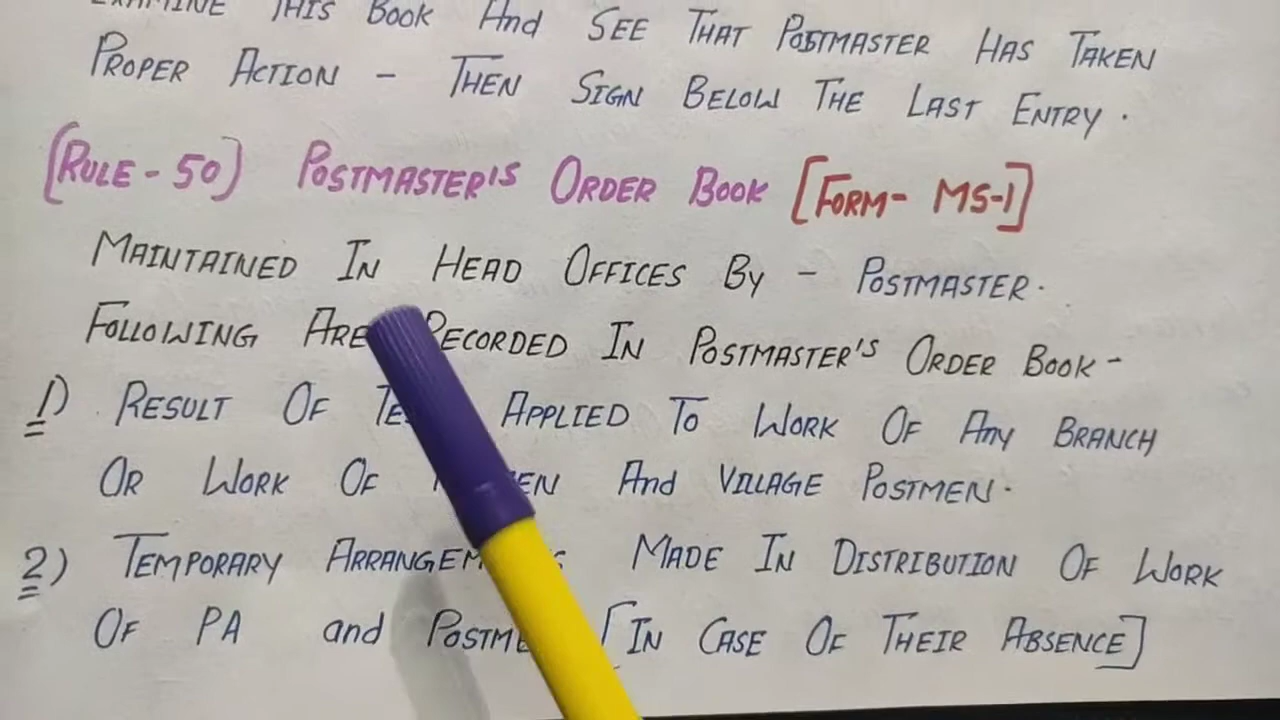 EXAMINE THIS BOOK AND SEE THAT POSTMASTER HAS TAKEN
PROPER ACTION - THEN SIGN BELOW THE LAST ENTRY.
(RULE-50) POSTMASTER'S ORDER BOOK [FORM- MS-1]
MAINTAINED IN HEAD OFFICES BY - POSTMASTER.
FOLLOWING ARE RECORDED IN POSTMASTER'S ORDER BOOK-
1) RESULT OF APPLIED TO WORK OF ANY BRANCH
OR WORK OF AND VILLAGE POSTMEN.
2) TEMPORARY ARRANGEMENTS MADE IN DISTRIBUTION OF WORK
OF PA and POSTMEN [IN CASE OF THEIR ABSENCE]